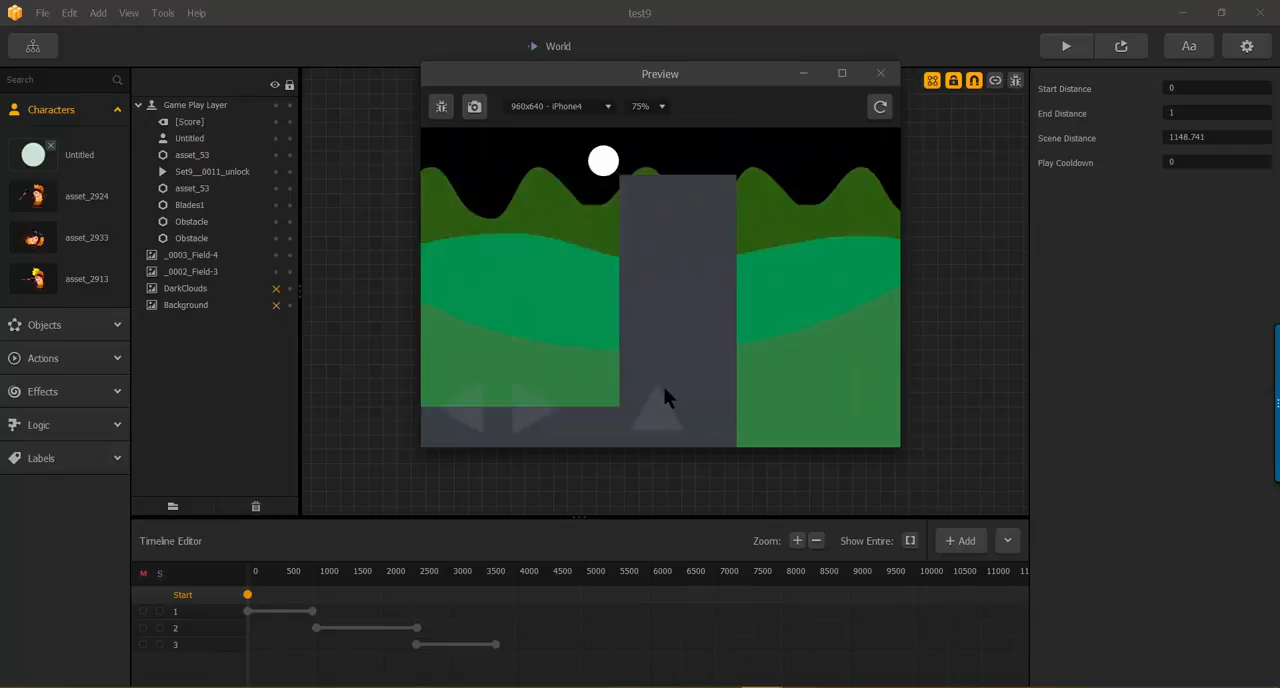 File Edit Add View Tools Help
test9
World
Aa
Search
Characters
Untitled
asset_2924
asset_2933
asset_2913
Objects
Actions
Effects
Logic
Labels
Game Play Layer
[Score]
Untitled
asset_53
Set9__0011_unlock
asset_53
Blades1
Obstacle
Obstacle
_0003_Field-4
_0002_Field-3
DarkClouds
Background
Preview
960x640 - iPhone4 75%
Start Distance 0
End Distance 1
Scene Distance 1148.741
Play Cooldown 0
Timeline Editor
Zoom: Show Entire: + Add
M S 0 500 1000 1500 2000 2500 3000 3500 4000 4500 5000 5500 6000 6500 7000 7500 8000 8500 9000 9500 10000 10500 11000 11
Start
1
2
3